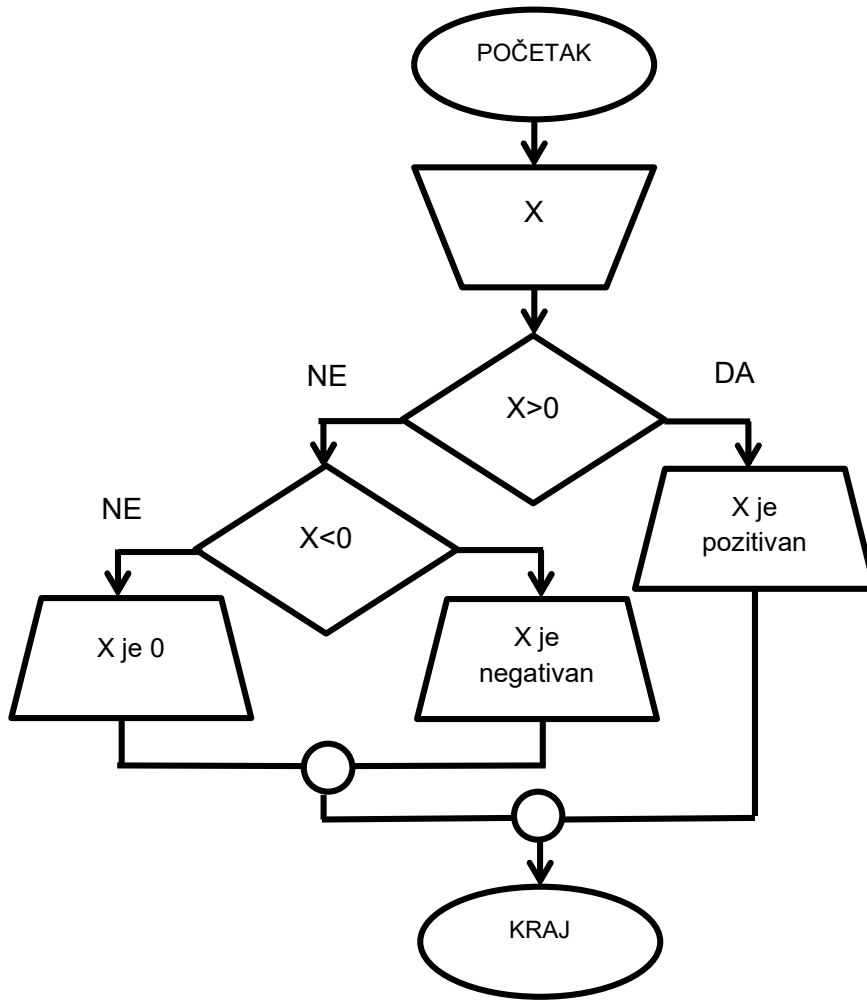 POČETAK
X
NE
DA
X>0
X je
pozitivan
NE
X<0
X je 0
X je
negativan
KRAJ